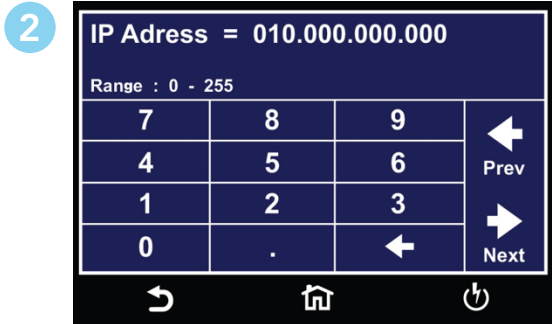 2
IP Adress = 010.000.000.000
Range : 0 - 255
7 8 9
4 5 6
Prev
1 2 3
0 .
Next